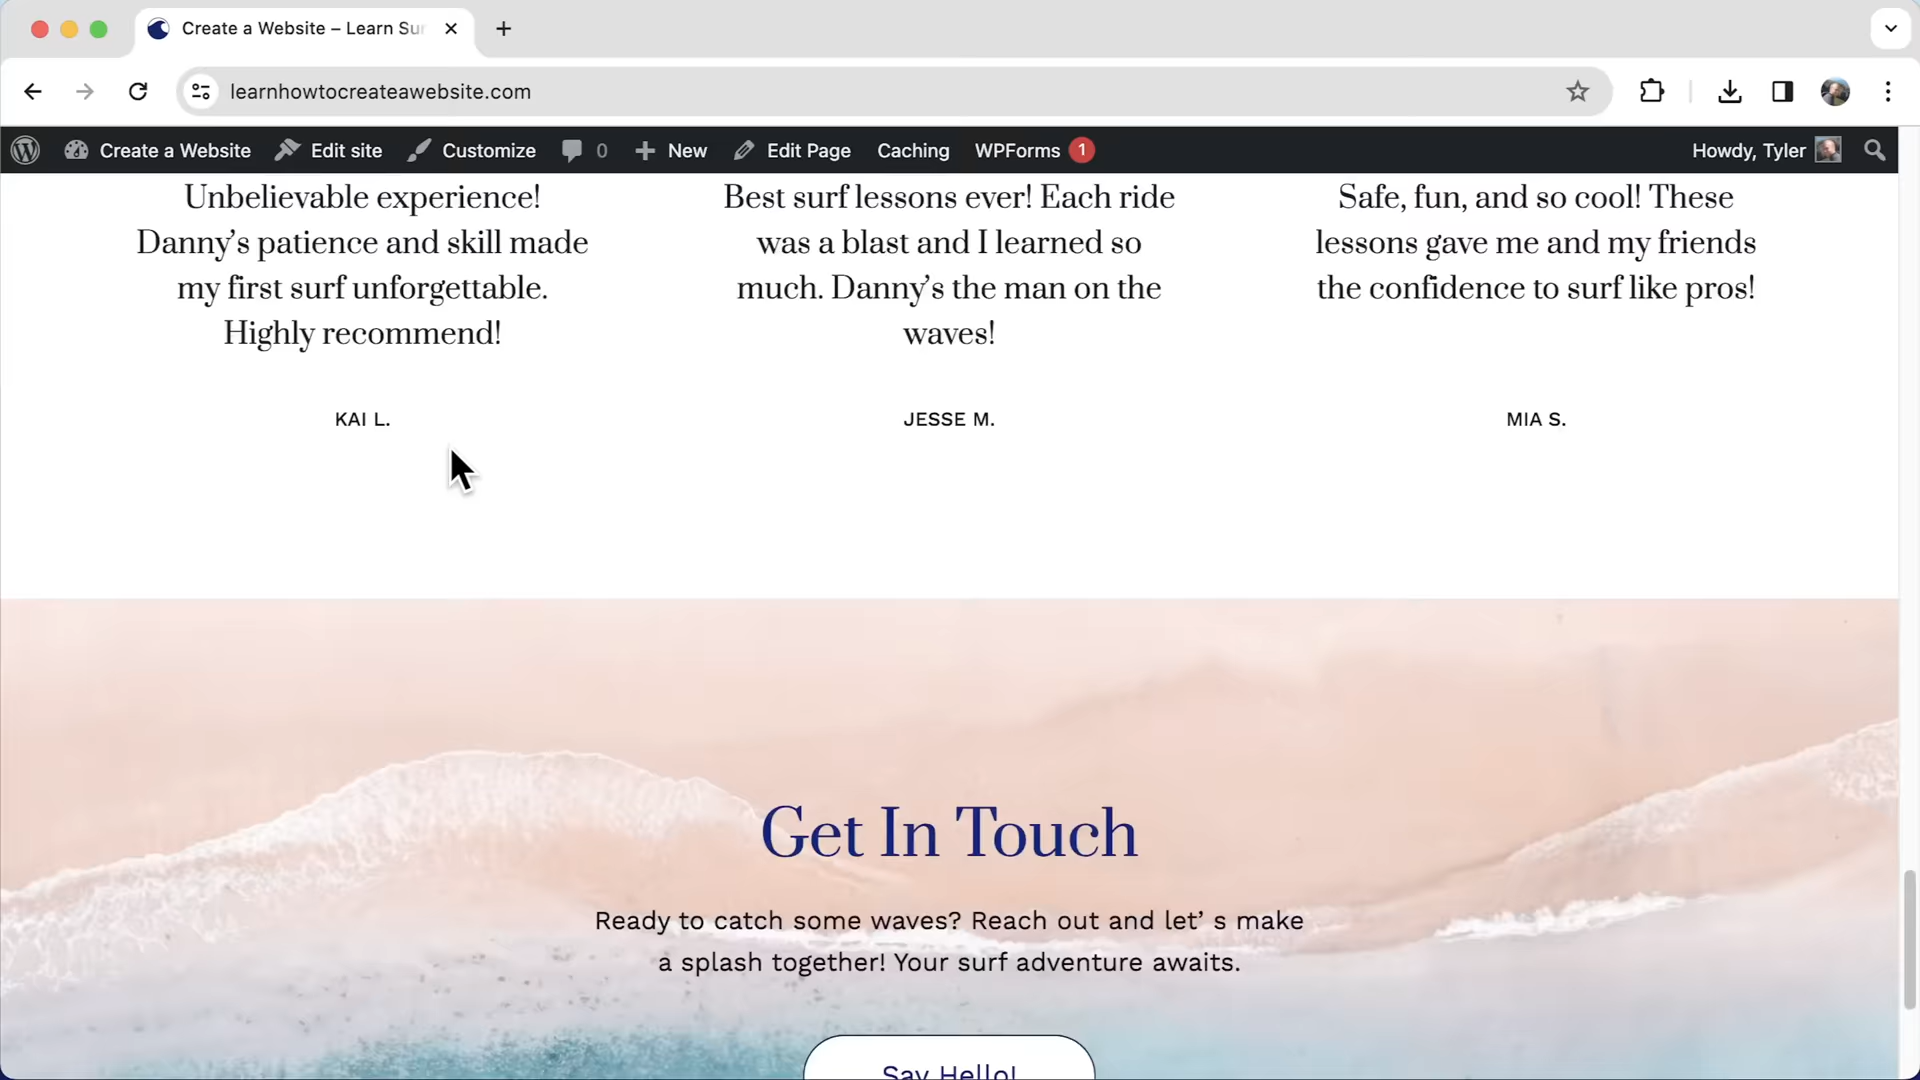 Create a Website – Learn Sur
learnhowtocreateawebsite.com
Create a Website Edit site Customize 0 New Edit Page Caching WPForms 1 Howdy, Tyler
Unbelievable experience!
Danny’s patience and skill made
my first surf unforgettable.
Highly recommend!
KAI L.
Best surf lessons ever! Each ride
was a blast and I learned so
much. Danny’s the man on the
waves!
JESSE M.
Safe, fun, and so cool! These
lessons gave me and my friends
the confidence to surf like pros!
MIA S.
Get In Touch
Ready to catch some waves? Reach out and let’ s make
a splash together! Your surf adventure awaits.
Say Hello!